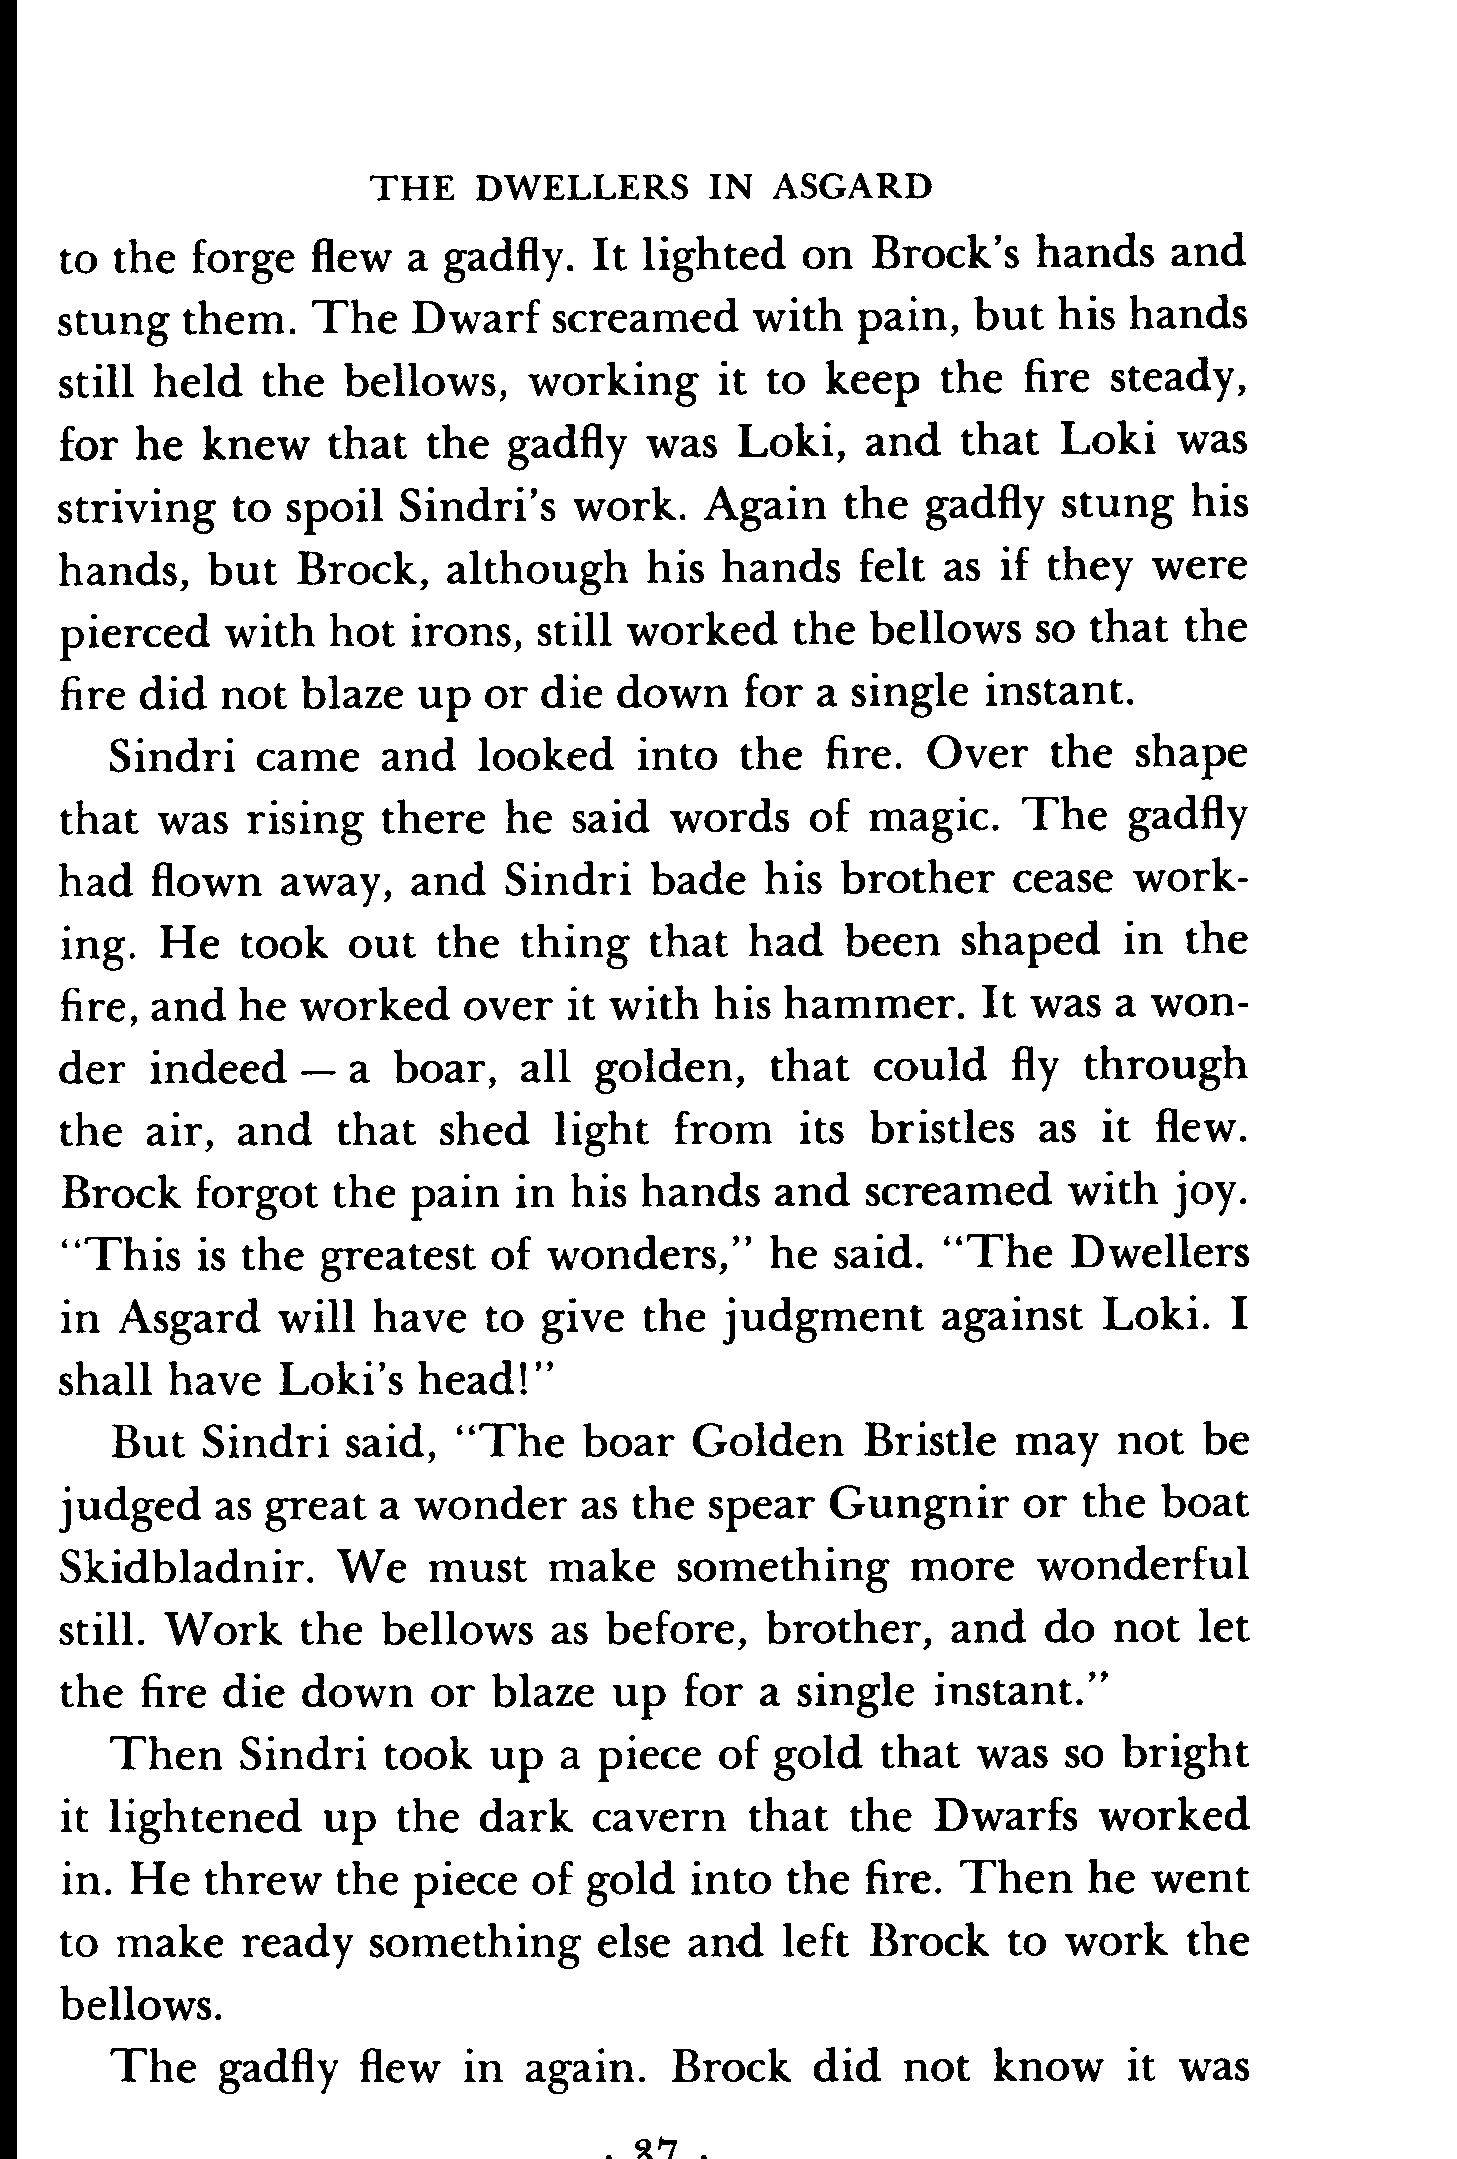 THE DWELLERS IN ASGARD
to the forge flew a gadfly. It lighted on Brock's hands and
stung them. The Dwarf screamed with pain, but his hands
still held the bellows, working it to keep the fire steady,
for he knew that the gadfly was Loki, and that Loki was
striving to spoil Sindri's work. Again the gadfly stung his
hands, but Brock, although his hands felt as if they were
pierced with hot irons, still worked the bellows so that the
fire did not blaze up or die down for a single instant.
Sindri came and looked into the fire. Over the shape
that was rising there he said words of magic. The gadfly
had flown away, and Sindri bade his brother cease work-
ing. He took out the thing that had been shaped in the
fire, and he worked over it with his hammer. It was a won-
der indeed — a boar, all golden, that could fly through
the air, and that shed light from its bristles as it flew.
Brock forgot the pain in his hands and screamed with joy.
“This is the greatest of wonders,” he said. “The Dwellers
in Asgard will have to give the judgment against Loki. I
shall have Loki's head!”
But Sindri said, “The boar Golden Bristle may not be
judged as great a wonder as the spear Gungnir or the boat
Skidbladnir. We must make something more wonderful
still. Work the bellows as before, brother, and do not let
the fire die down or blaze up for a single instant.”
Then Sindri took up a piece of gold that was so bright
it lightened up the dark cavern that the Dwarfs worked
in. He threw the piece of gold into the fire. Then he went
to make ready something else and left Brock to work the
bellows.
The gadfly flew in again. Brock did not know it was